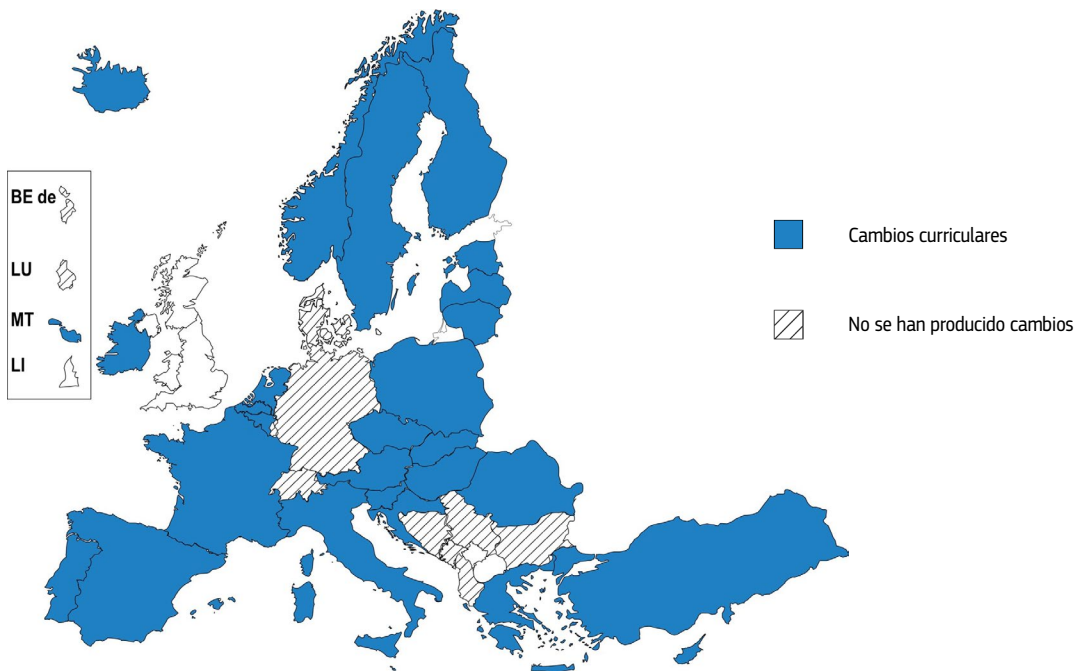 BE de
LU
MT
LI
Cambios curriculares
No se han producido cambios